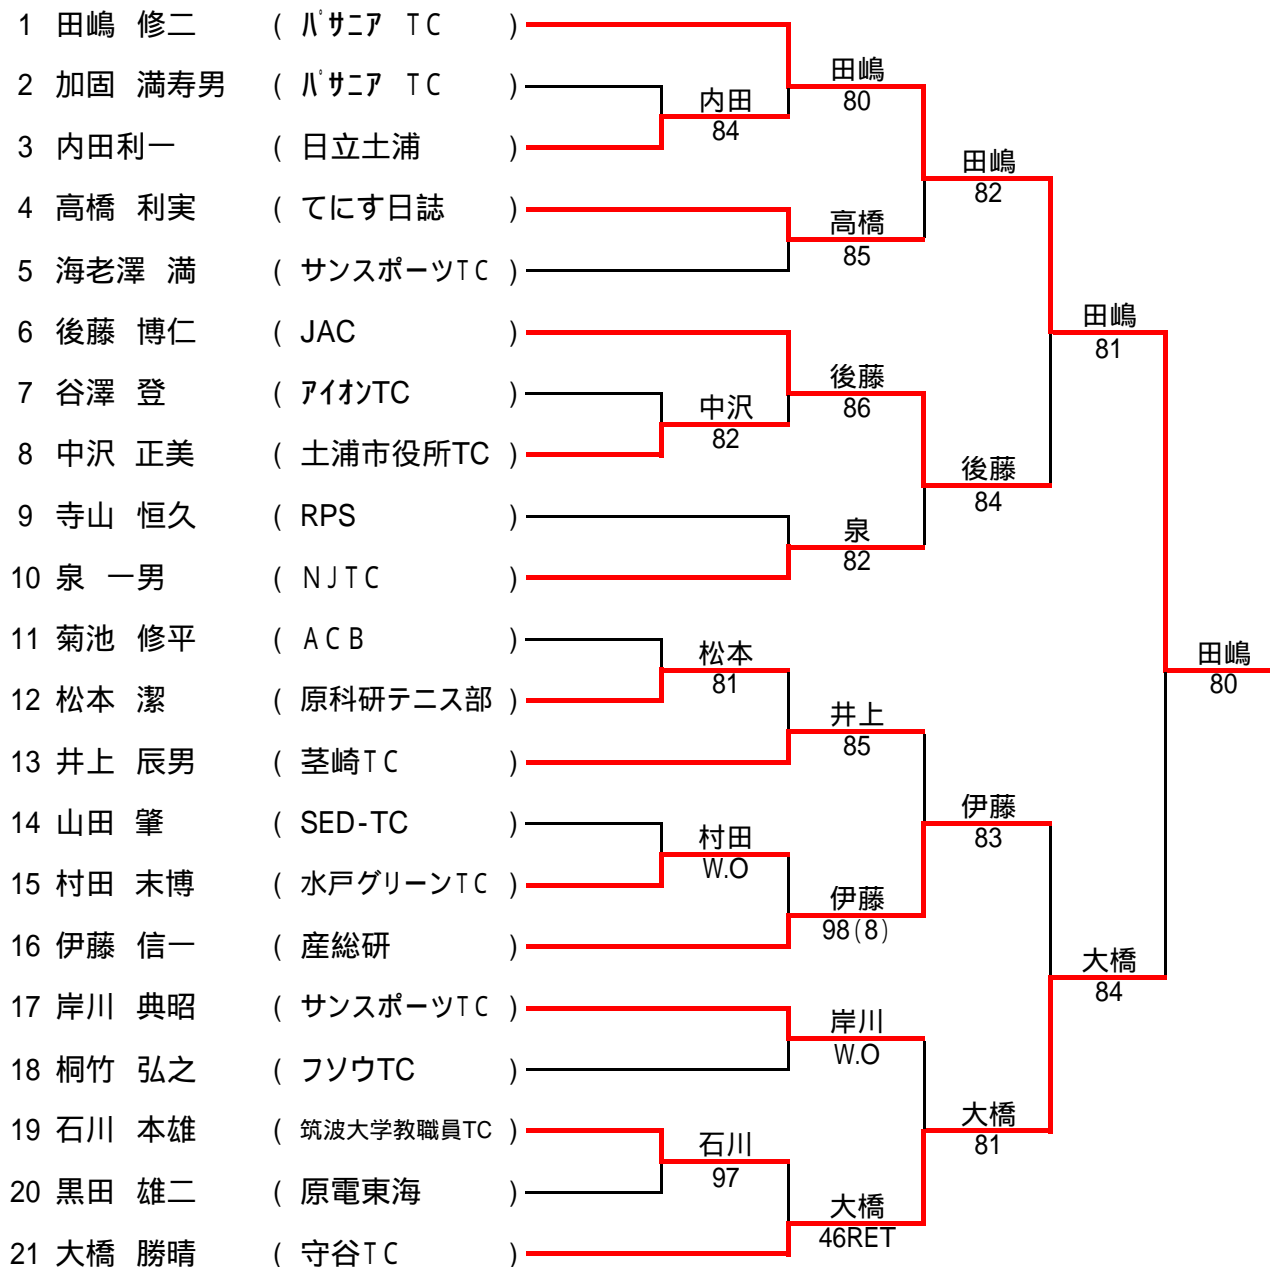 1 田嶋 修二 ( ﾊﾟｻﾆｱ TC )
2 加固 満寿男 ( ﾊﾟｻﾆｱ TC )
3 内田利一 ( 日立土浦 )
4 高橋 利実 ( てにす日誌 )
5 海老澤 満 ( サンスポーツTC )
6 後藤 博仁 ( JAC )
7 谷澤 登 ( ｱｲｵﾝTC )
8 中沢 正美 ( 土浦市役所TC )
9 寺山 恒久 ( RPS )
10 泉 一男 ( NJTC )
11 菊池 修平 ( ACB )
12 松本 潔 ( 原科研テニス部 )
13 井上 辰男 ( 茎崎TC )
14 山田 肇 ( SED-TC )
15 村田 末博 ( 水戸グリーンTC )
16 伊藤 信一 ( 産総研 )
17 岸川 典昭 ( サンスポーツTC )
18 桐竹 弘之 ( フソウTC )
19 石川 本雄 ( 筑波大学教職員TC )
20 黒田 雄二 ( 原電東海 )
21 大橋 勝晴 ( 守谷TC )
内田
84
中沢
82
松本
81
村田
W.O
石川
97
田嶋
80
高橋
85
後藤
86
泉
82
井上
85
伊藤
98(8)
岸川
W.O
大橋
46RET
田嶋
82
後藤
84
伊藤
83
大橋
81
田嶋
81
大橋
84
田嶋
80